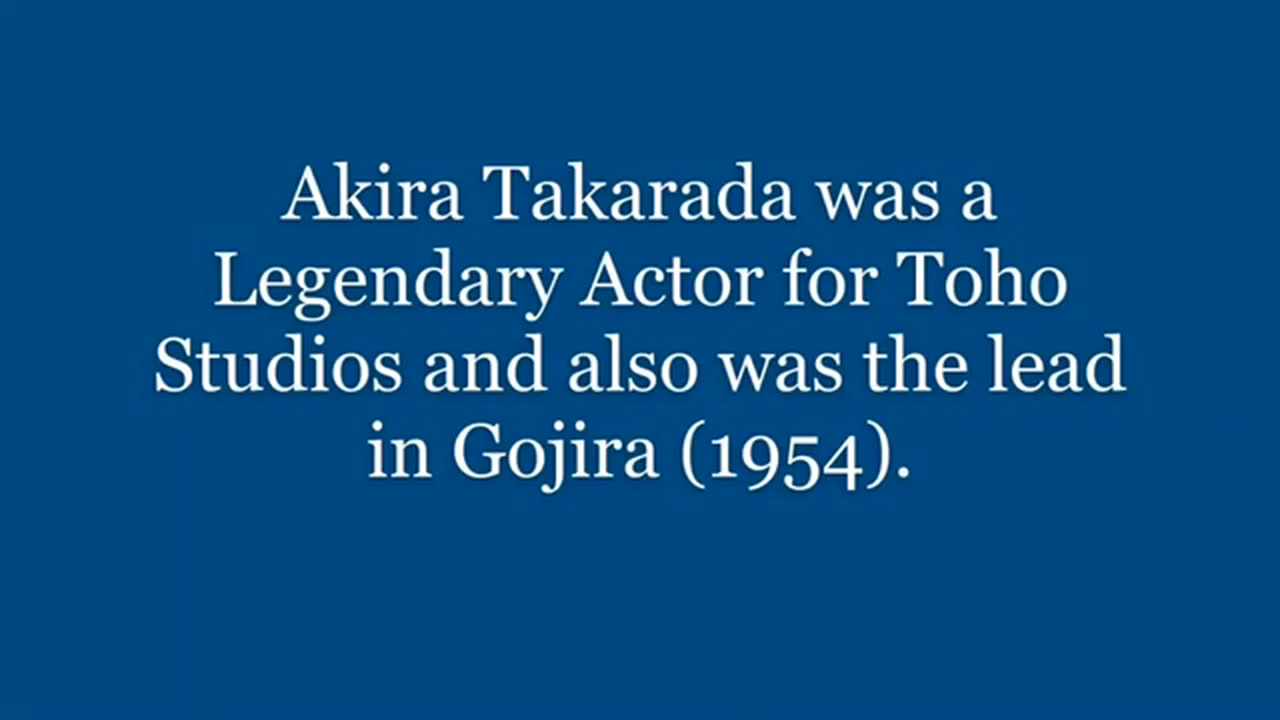 Akira Takarada was a
Legendary Actor for Toho
Studios and also was the lead
in Gojira (1954).